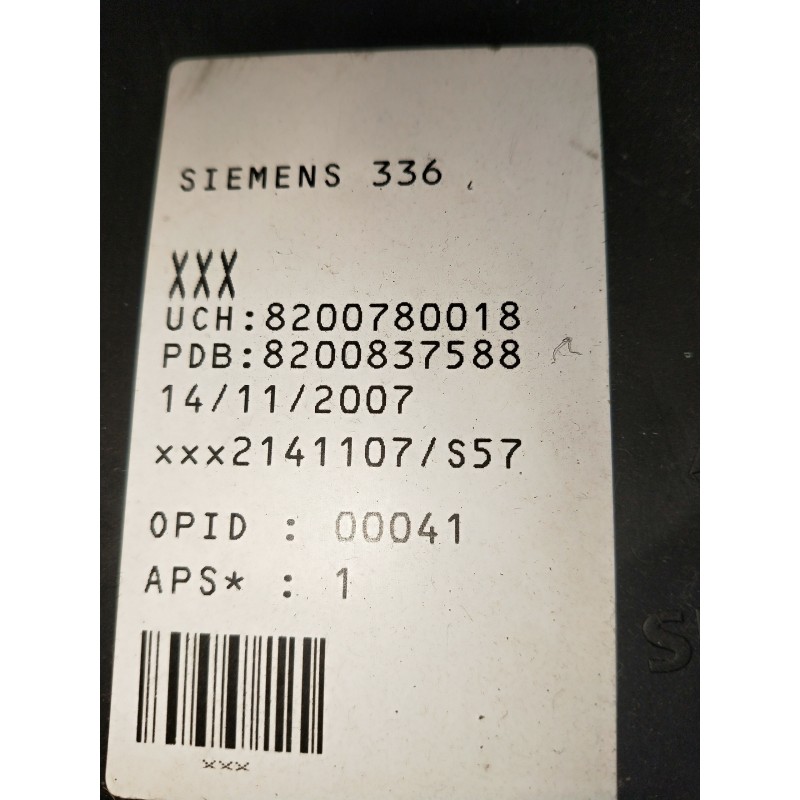 SIEMENS 336
XXX
UCH:8200780018
PDB:8200837588
14/11/2007
xxx2141107/S57
OPID : 00041
APS* : 1
xxx
S